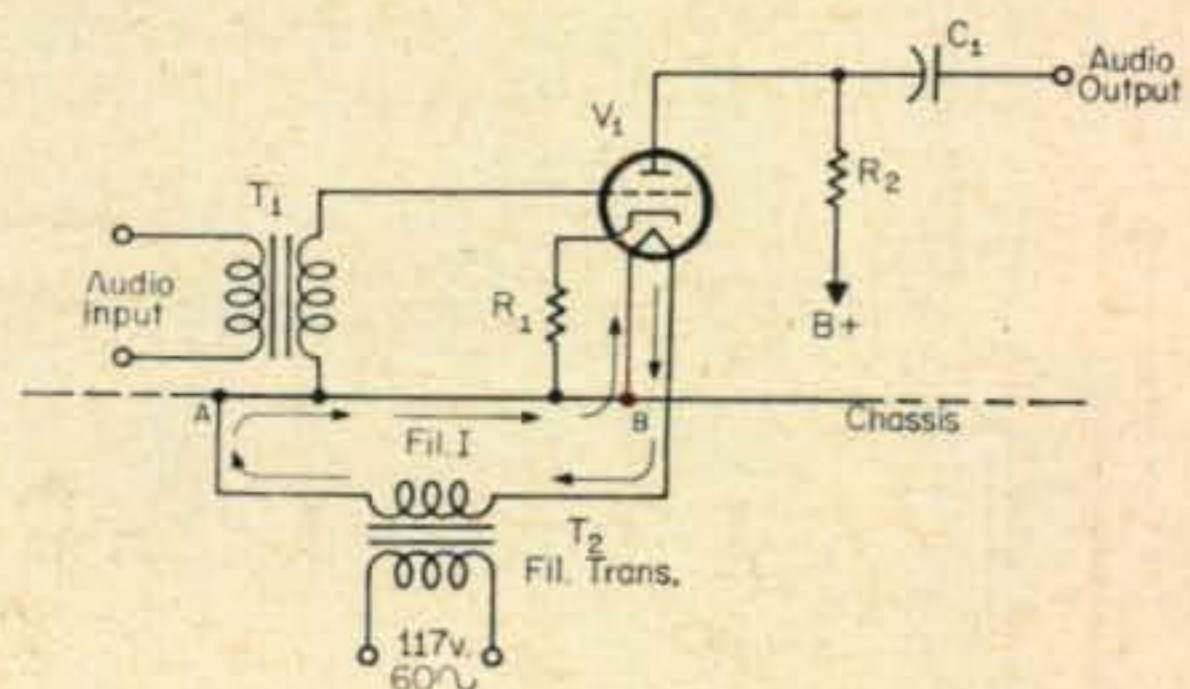 C₁
Audio
Output
V₁
R₂
T₁
Audio
Input
R₁
B+
A
B
Chassis
Fil. I
T₂
Fil. Trans.
117v.
60∿